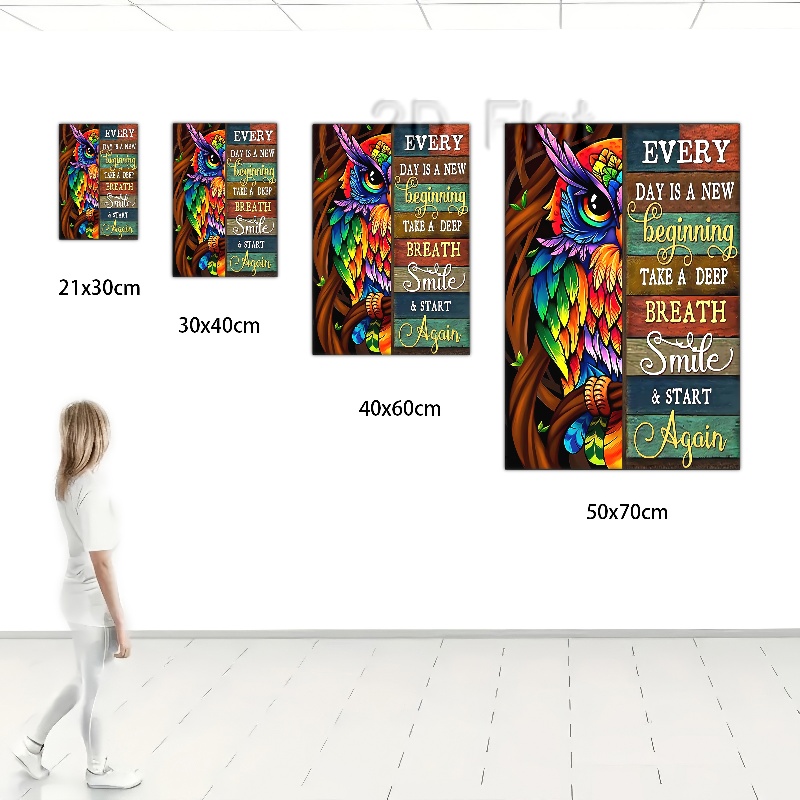 2D Flat
EVERY
DAY IS A NEW
beginning
TAKE A DEEP
BREATH
Smile
& START
Again
21x30cm
EVERY
DAY IS A NEW
beginning
TAKE A DEEP
BREATH
Smile
& START
Again
30x40cm
EVERY
DAY IS A NEW
beginning
TAKE A DEEP
BREATH
Smile
& START
Again
40x60cm
EVERY
DAY IS A NEW
beginning
TAKE A DEEP
BREATH
Smile
& START
Again
50x70cm